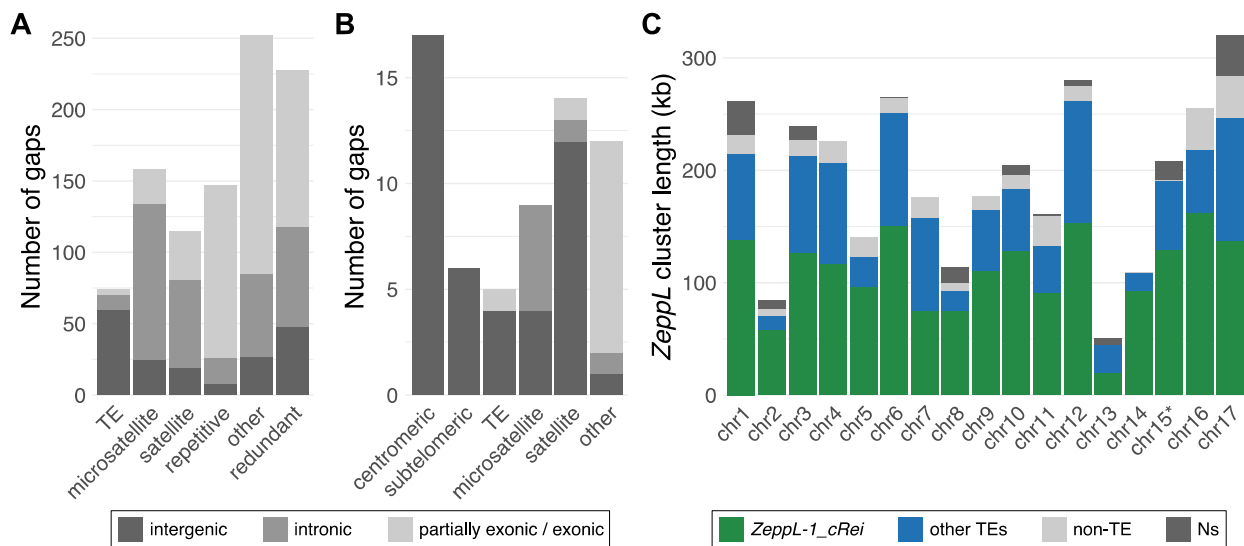 A
Number of gaps
250
200
150
100
50
0
TE
microsatellite
satellite
repetitive
other
redundant
B
Number of gaps
15
10
5
0
centromeric
subtelomeric
TE
microsatellite
satellite
other
intergenic intronic partially exonic / exonic
C
ZeppL cluster length (kb)
300
200
100
0
chr1
chr2
chr3
chr4
chr5
chr6
chr7
chr8
chr9
chr10
chr11
chr12
chr13
chr14
chr15*
chr16
chr17
ZeppL-1_cRei other TEs non-TE Ns